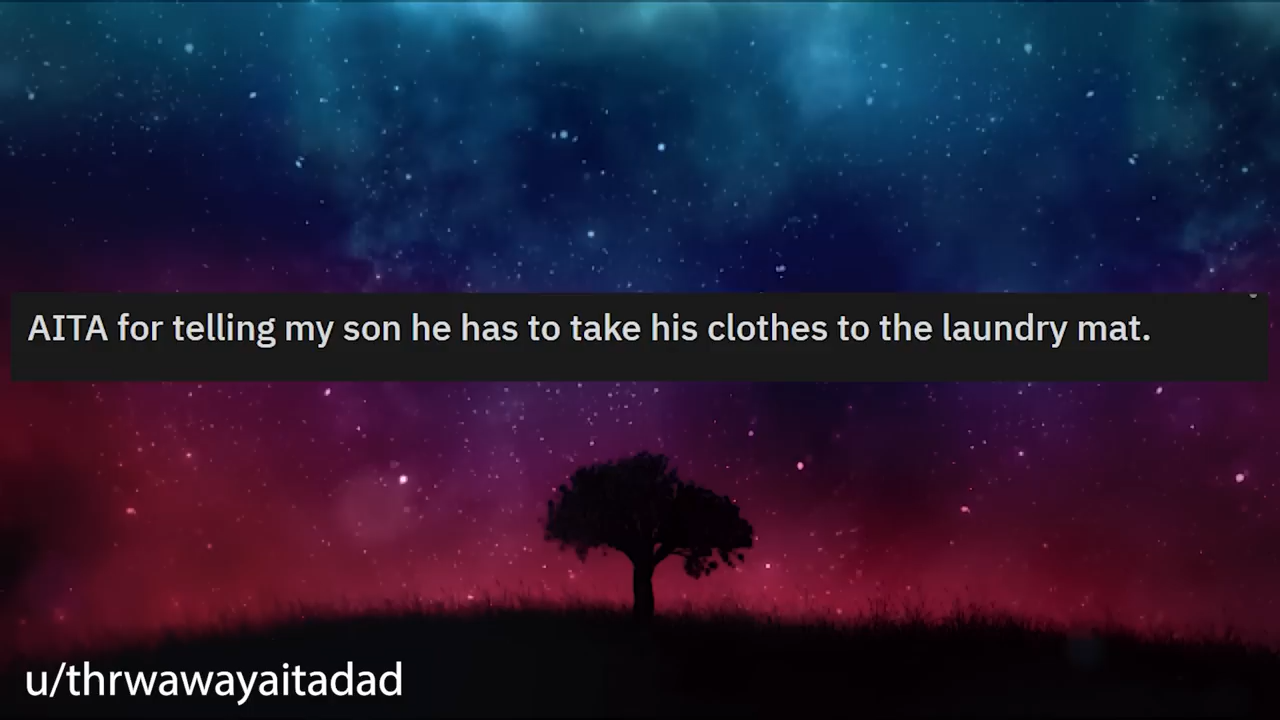 AITA for telling my son he has to take his clothes to the laundry mat.
u/thrwawayaitadad